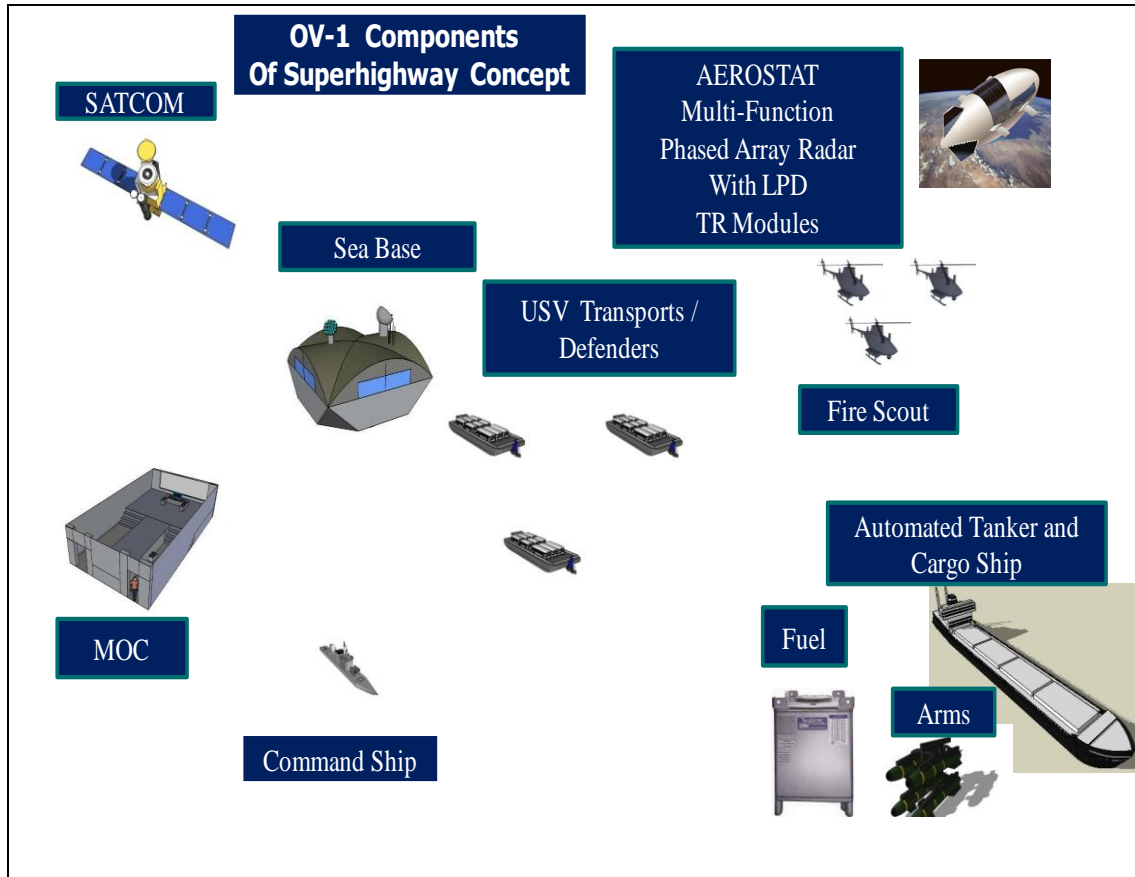 OV-1 Components
Of Superhighway Concept
SATCOM
AEROSTAT
Multi-Function
Phased Array Radar
With LPD
TR Modules
Sea Base
USV Transports /
Defenders
Fire Scout
Automated Tanker and
Cargo Ship
MOC
Fuel
Arms
Command Ship